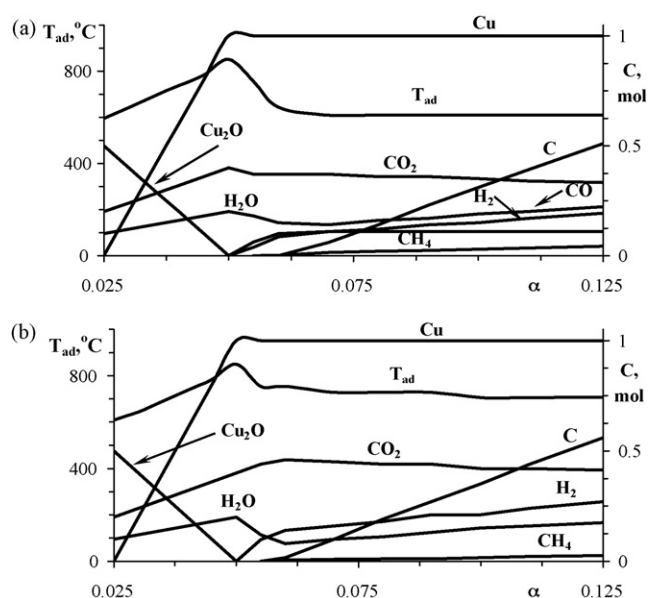 (a)
T_ad,°C
Cu
1
800
C,
mol
T_ad
Cu₂O
C
0.5
400
CO₂
H₂O
H₂
CO
CH₄
0
0
0.025
0.075
α
0.125
(b)
T_ad,°C
Cu
1
800
C,
mol
T_ad
Cu₂O
C
0.5
400
CO₂
H₂O
H₂
CH₄
0
0
0.025
0.075
α
0.125